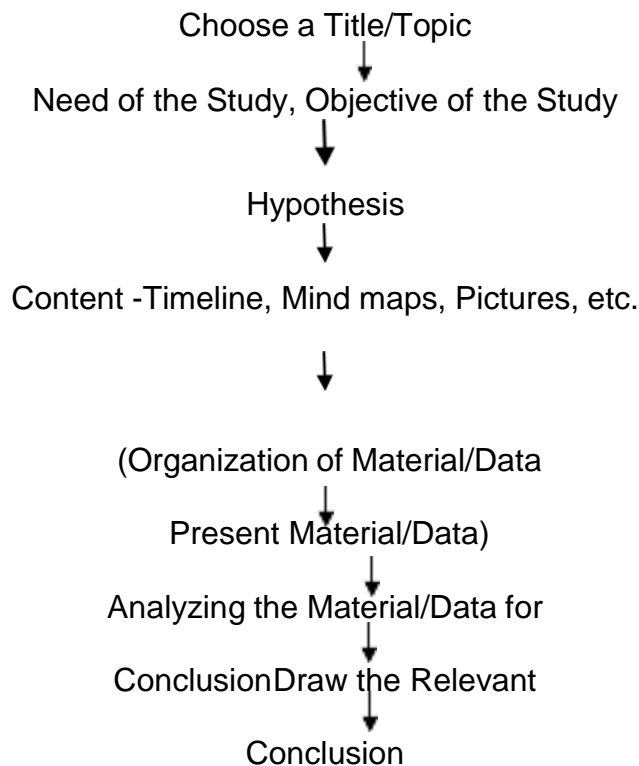 Choose a Title/Topic
Need of the Study, Objective of the Study
Hypothesis
Content -Timeline, Mind maps, Pictures, etc.
(Organization of Material/Data
Present Material/Data)
Analyzing the Material/Data for
ConclusionDraw the Relevant
Conclusion